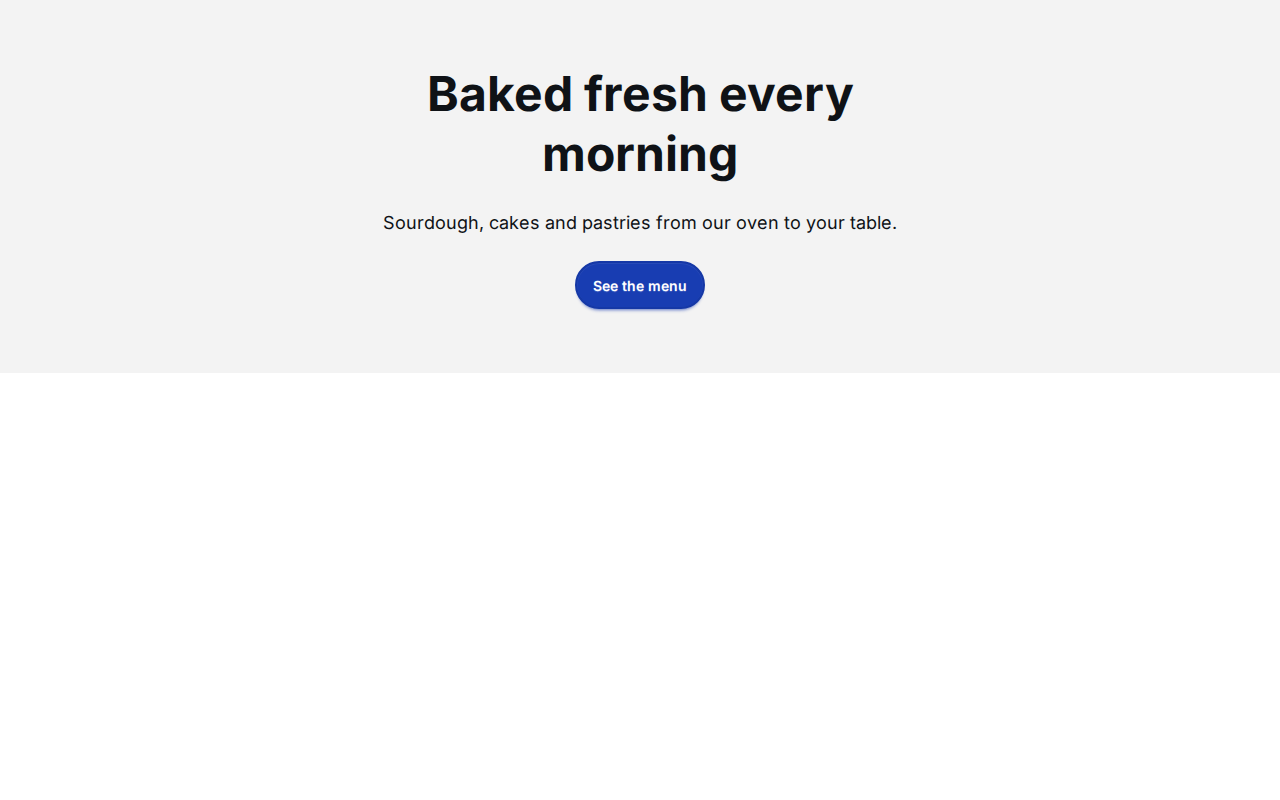 Baked fresh every
morning
Sourdough, cakes and pastries from our oven to your table.
See the menu